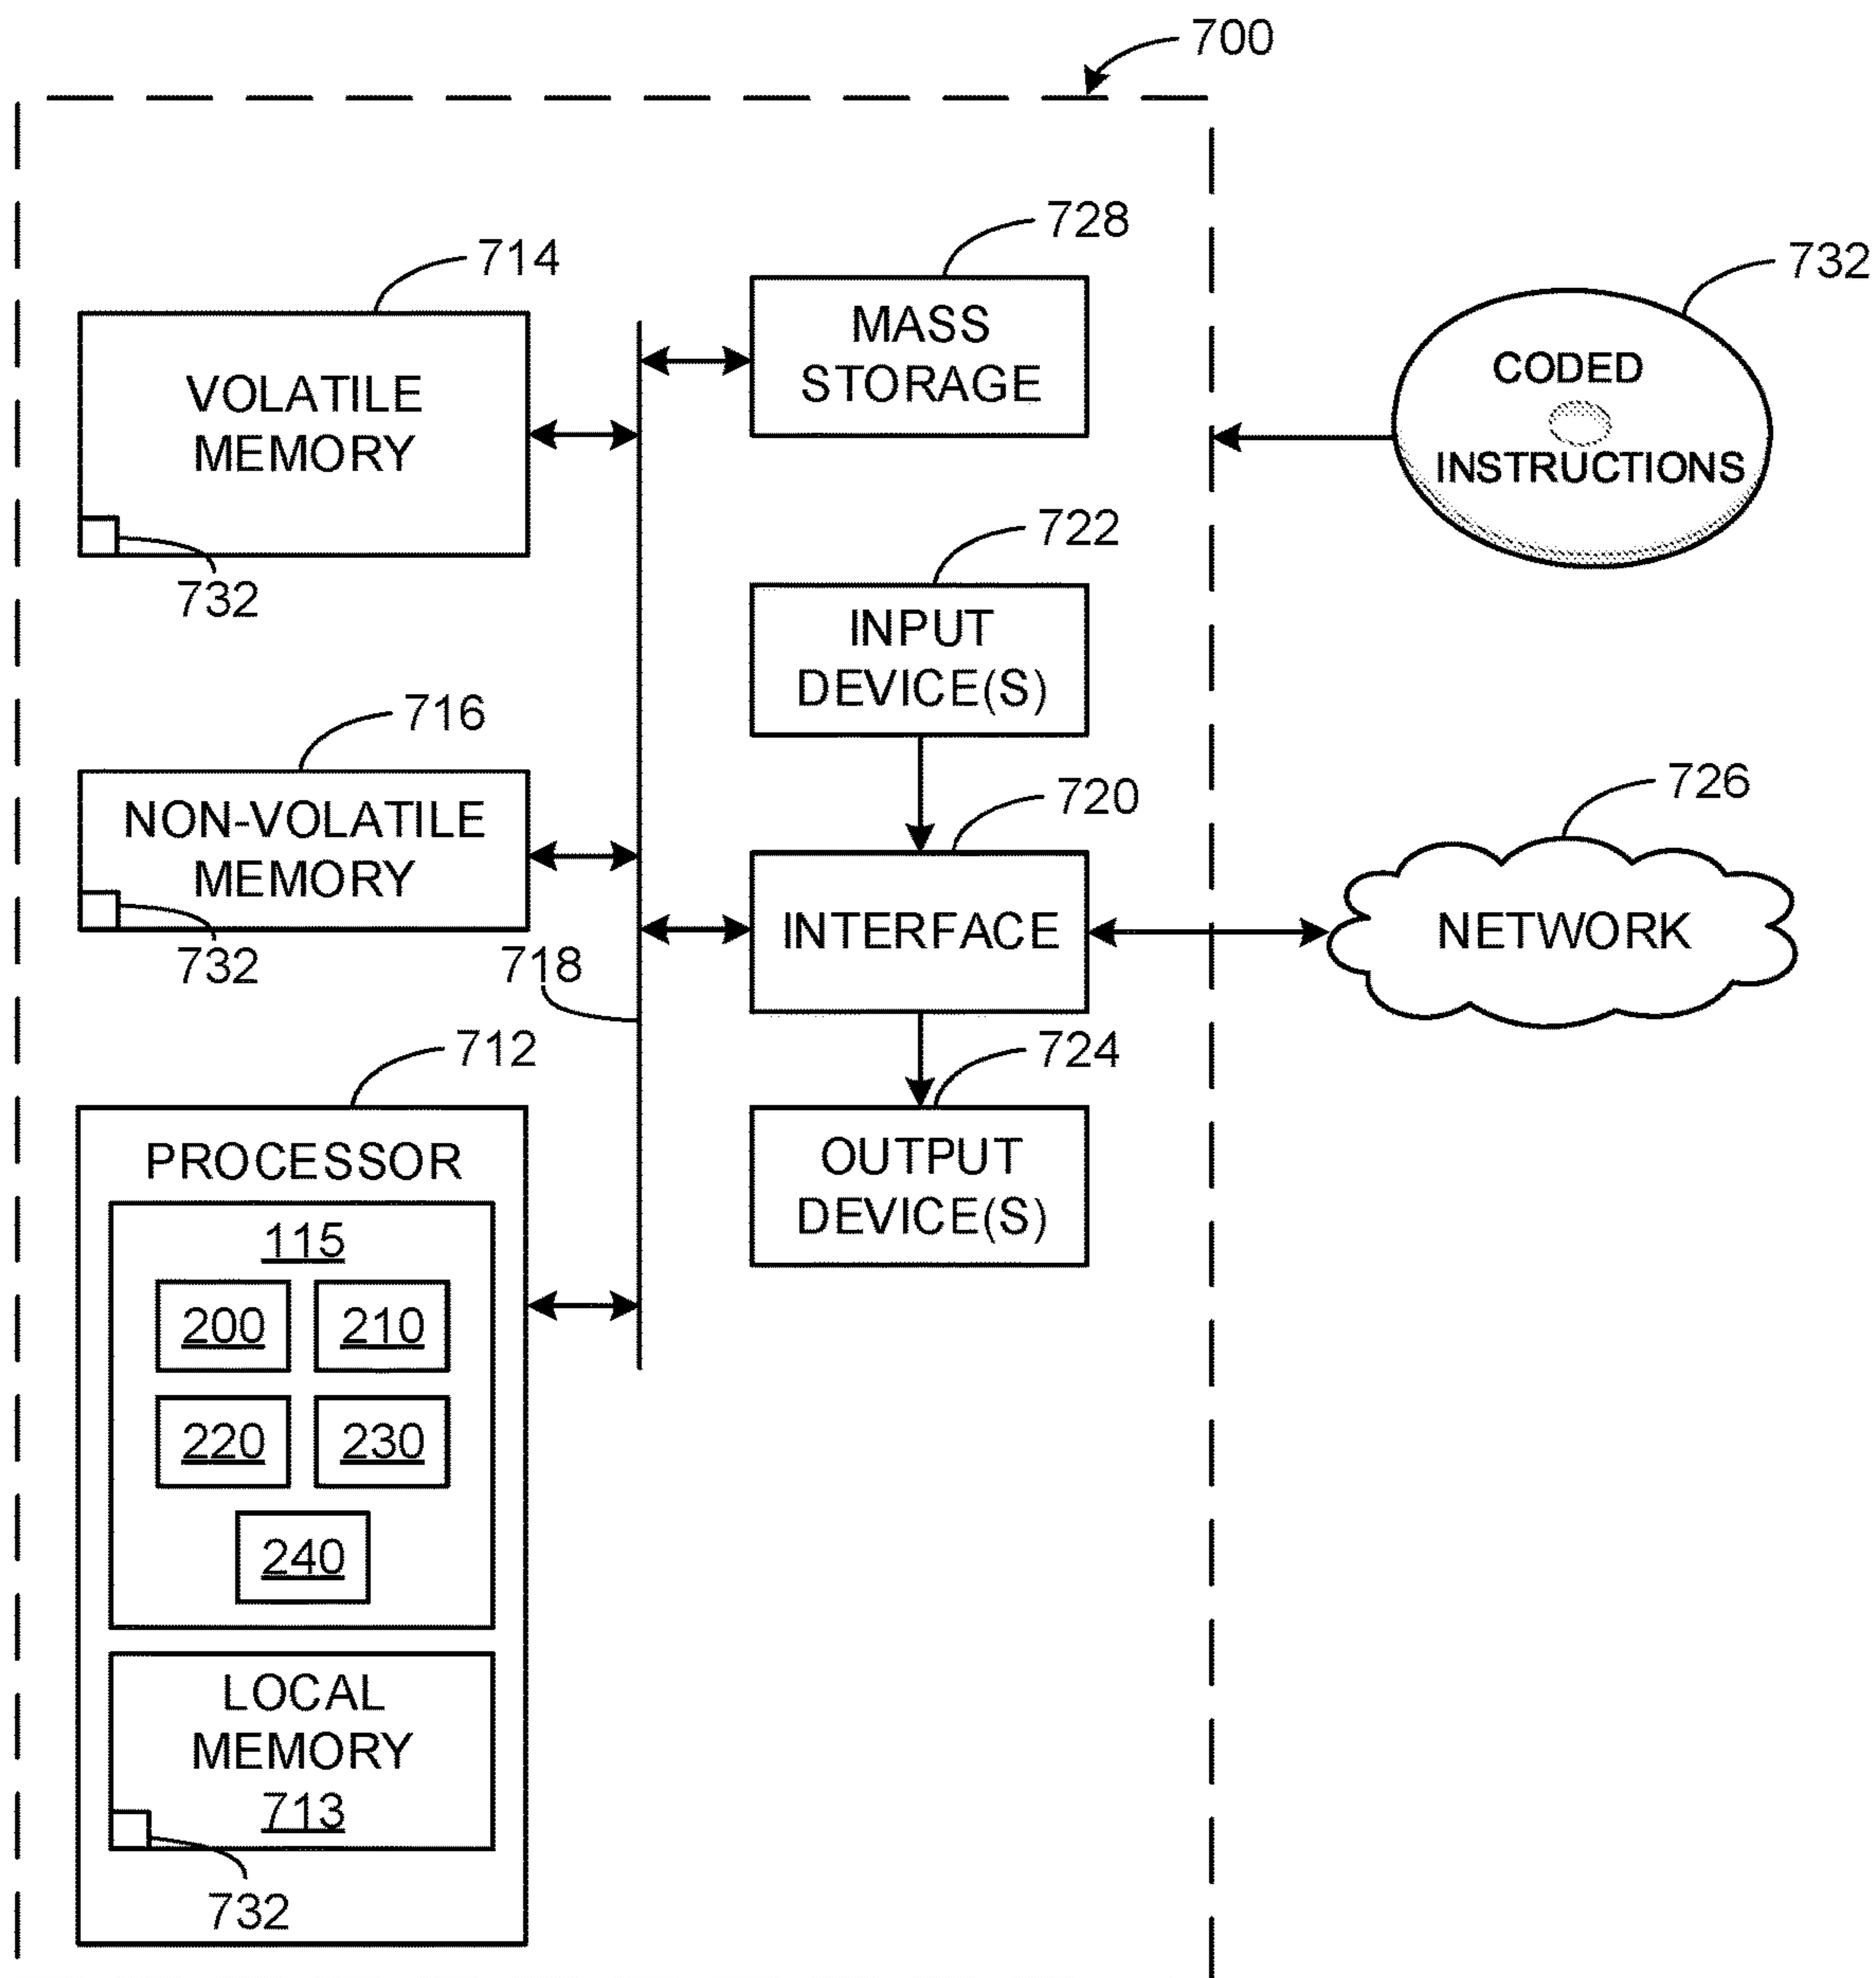 700
728
714
732
MASS
STORAGE
VOLATILE
MEMORY
CODED
INSTRUCTIONS
732
722
INPUT
DEVICE(S)
716
720
726
NON-VOLATILE
MEMORY
INTERFACE
NETWORK
732
718
712
724
PROCESSOR
OUTPUT
DEVICE(S)
115
200 210
220 230
240
LOCAL
MEMORY
713
732